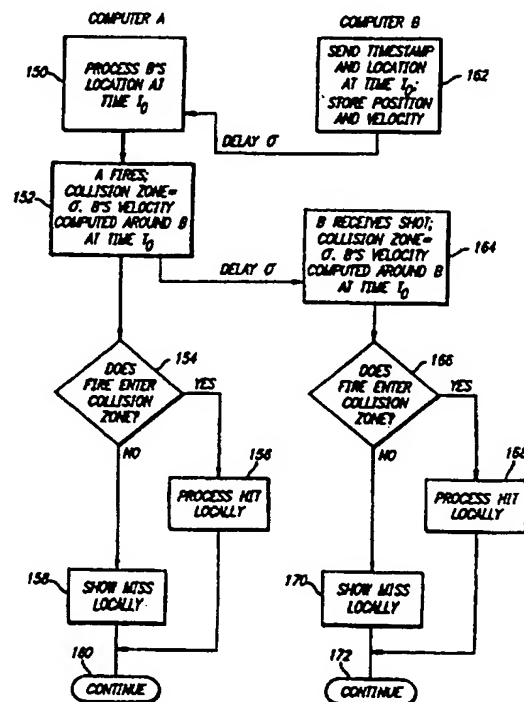 COMPUTER A
COMPUTER B
150
PROCESS B'S
LOCATION AT
TIME T0
SEND TIMESTAMP
AND LOCATION
AT TIME T0;
STORE POSITION
AND VELOCITY
162
DELAY σ
152
A FIRES;
COLLISION ZONE=
σ. B'S VELOCITY
COMPUTED AROUND B
AT TIME T0
DELAY σ
B RECEIVES SHOT;
COLLISION ZONE=
σ. B'S VELOCITY
COMPUTED AROUND B
AT TIME T0
164
154
DOES
FIRE ENTER
COLLISION
ZONE?
YES
NO
156
PROCESS HIT
LOCALLY
158
SHOW MISS
LOCALLY
160
CONTINUE
166
DOES
FIRE ENTER
COLLISION
ZONE?
YES
NO
168
PROCESS HIT
LOCALLY
170
SHOW MISS
LOCALLY
172
CONTINUE